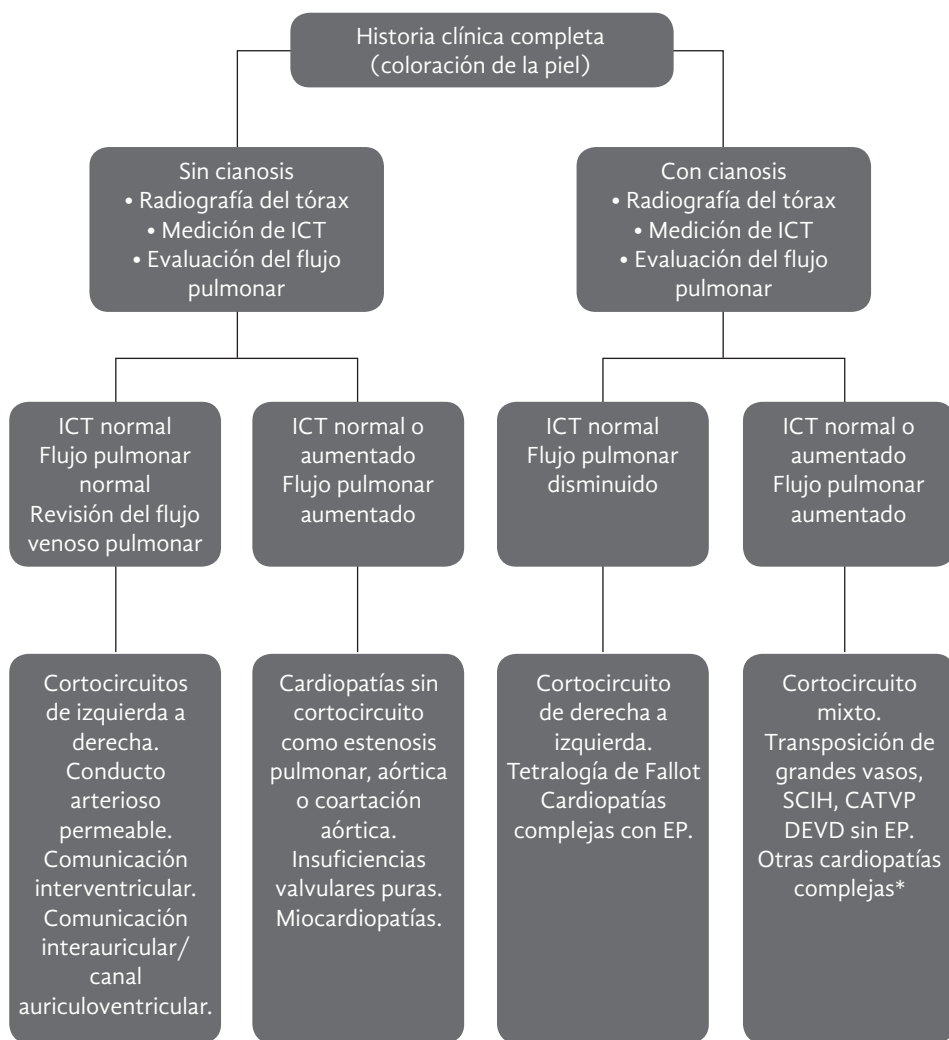 Historia clínica completa
(coloración de la piel)
Sin cianosis
• Radiografía del tórax
• Medición de ICT
• Evaluación del flujo
pulmonar
Con cianosis
• Radiografía del tórax
• Medición de ICT
• Evaluación del flujo
pulmonar
ICT normal
Flujo pulmonar
normal
Revisión del flujo
venoso pulmonar
ICT normal o
aumentado
Flujo pulmonar
aumentado
ICT normal
Flujo pulmonar
disminuido
ICT normal o
aumentado
Flujo pulmonar
aumentado
Cortocircuitos
de izquierda a
derecha.
Conducto
arterioso
permeable.
Comunicación
interventricular.
Comunicación
interauricular/
canal
auriculoventricular.
Cardiopatías sin
cortocircuito
como estenosis
pulmonar, aórtica
o coartación
aórtica.
Insuficiencias
valvulares puras.
Miocardiopatías.
Cortocircuito
de derecha a
izquierda.
Tetralogía de Fallot
Cardiopatías
complejas con EP.
Cortocircuito
mixto.
Transposición de
grandes vasos,
SCIH, CATVP
DEVD sin EP.
Otras cardiopatías
complejas*